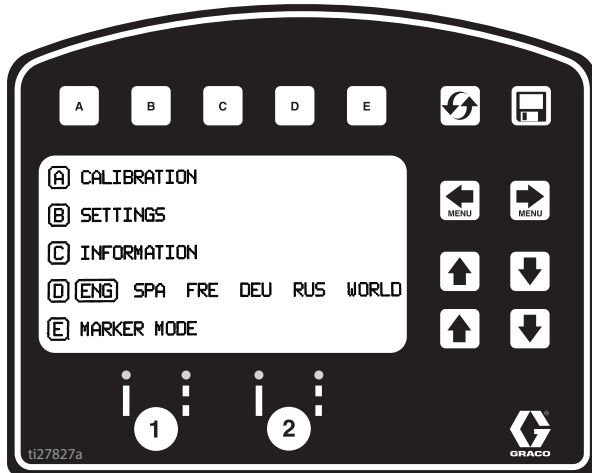 A B C D E
A CALIBRATION
B SETTINGS
MENU MENU
C INFORMATION
D ENG SPA FRE DEU RUS WORLD
E MARKER MODE
1 2
ti27827a
GRACO